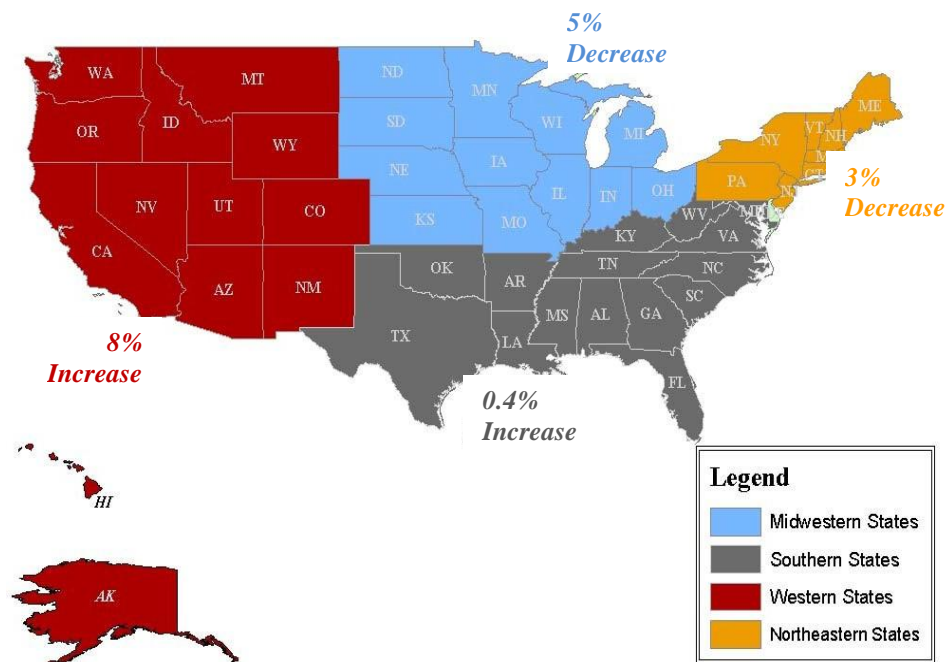 5%
Decrease
WA
MT
ND
MN
ME
VT
NH
OR
ID
SD
WI
MI
NY
WY
M
CT
IA
NE
PA
NJ
3%
Decrease
NV
UT
CO
IL
IN
OH
KS
MO
WV
MD
KY
VA
CA
OK
TN
NC
AZ
NM
AR
SC
MS
AL
GA
TX
LA
8%
Increase
FL
0.4%
Increase
HI
AK
Legend
Midwestern States
Southern States
Western States
Northeastern States